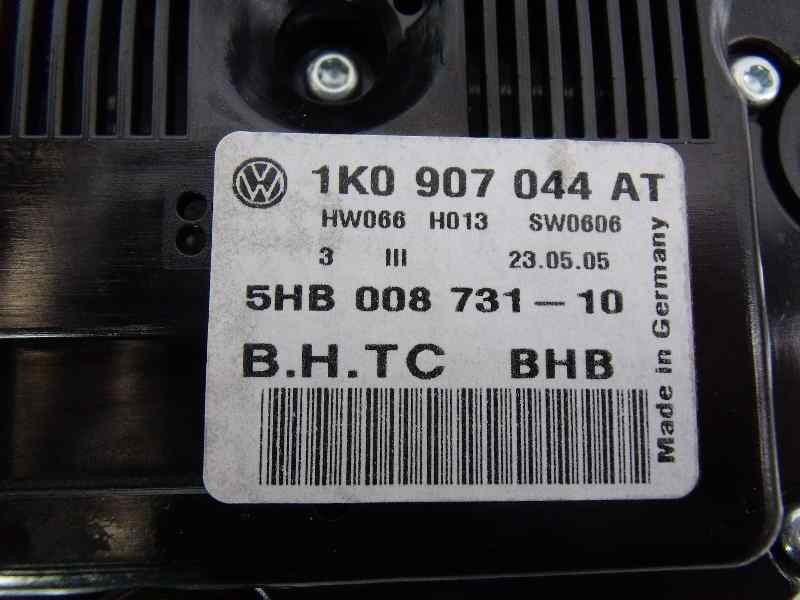 1K0 907 044 AT
HW066 H013 SW0606
3 III 23.05.05
5HB 008 731-10
B.H.TC BHB
Made in Germany